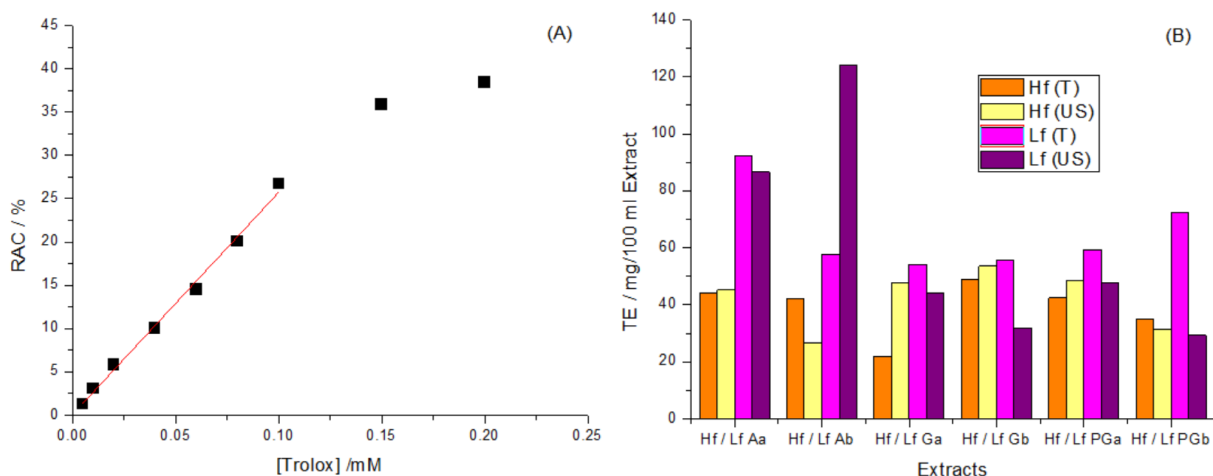 (A)
RAC / %
45
40
35
30
25
20
15
10
5
0
0.00 0.05 0.10 0.15 0.20 0.25
[Trolox] /mM
(B)
TE / mg/100 ml Extract
140
120
100
80
60
40
20
0
Hf (T)
Hf (US)
Lf (T)
Lf (US)
Hf / Lf Aa Hf / Lf Ab Hf / Lf Ga Hf / Lf Gb Hf / Lf PGa Hf / Lf PGb
Extracts